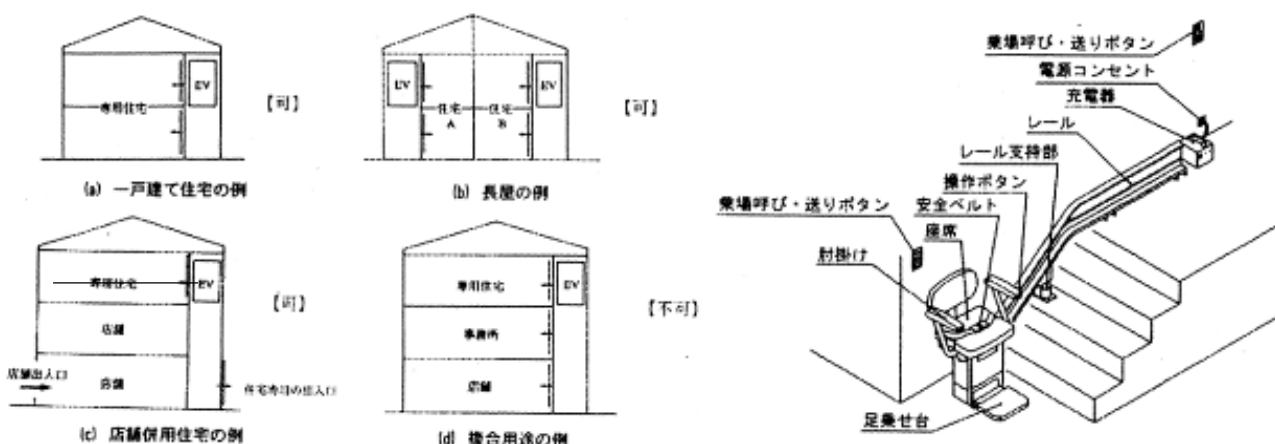 EV
専用住宅
【可】
(a) 一戸建て住宅の例
EV
住宅
A
住宅
B
EV
【可】
(b) 長屋の例
専用住宅
EV
【可】
店舗
店舗出入口
店舗
住宅専用の出入口
(c) 店舗併用住宅の例
専用住宅
EV
【不可】
事務所
店舗
(d) 複合用途の例
乗場呼び・送りボタン
電源コンセント
充電器
レール
レール支持部
操作ボタン
安全ベルト
乗場呼び・送りボタン
座席
肘掛け
足乗せ台